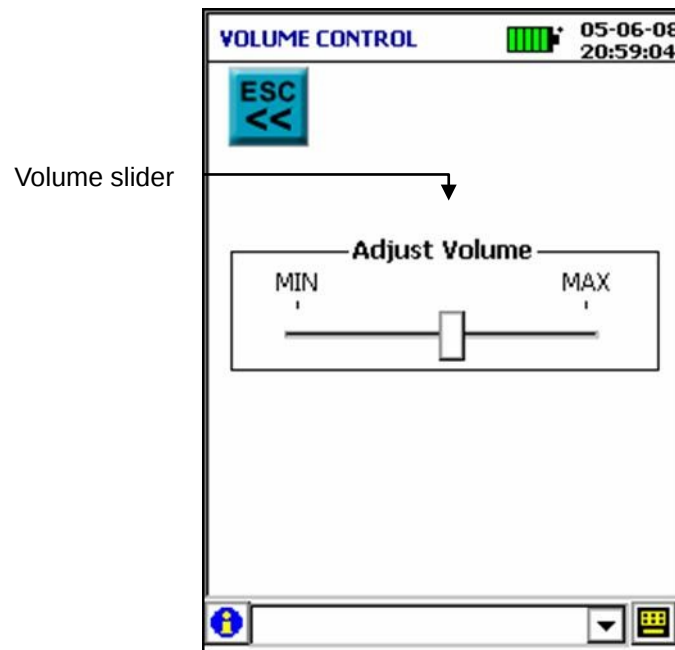 VOLUME CONTROL
05-06-08
20:59:04
ESC
<<
Volume slider
Adjust Volume
MIN MAX